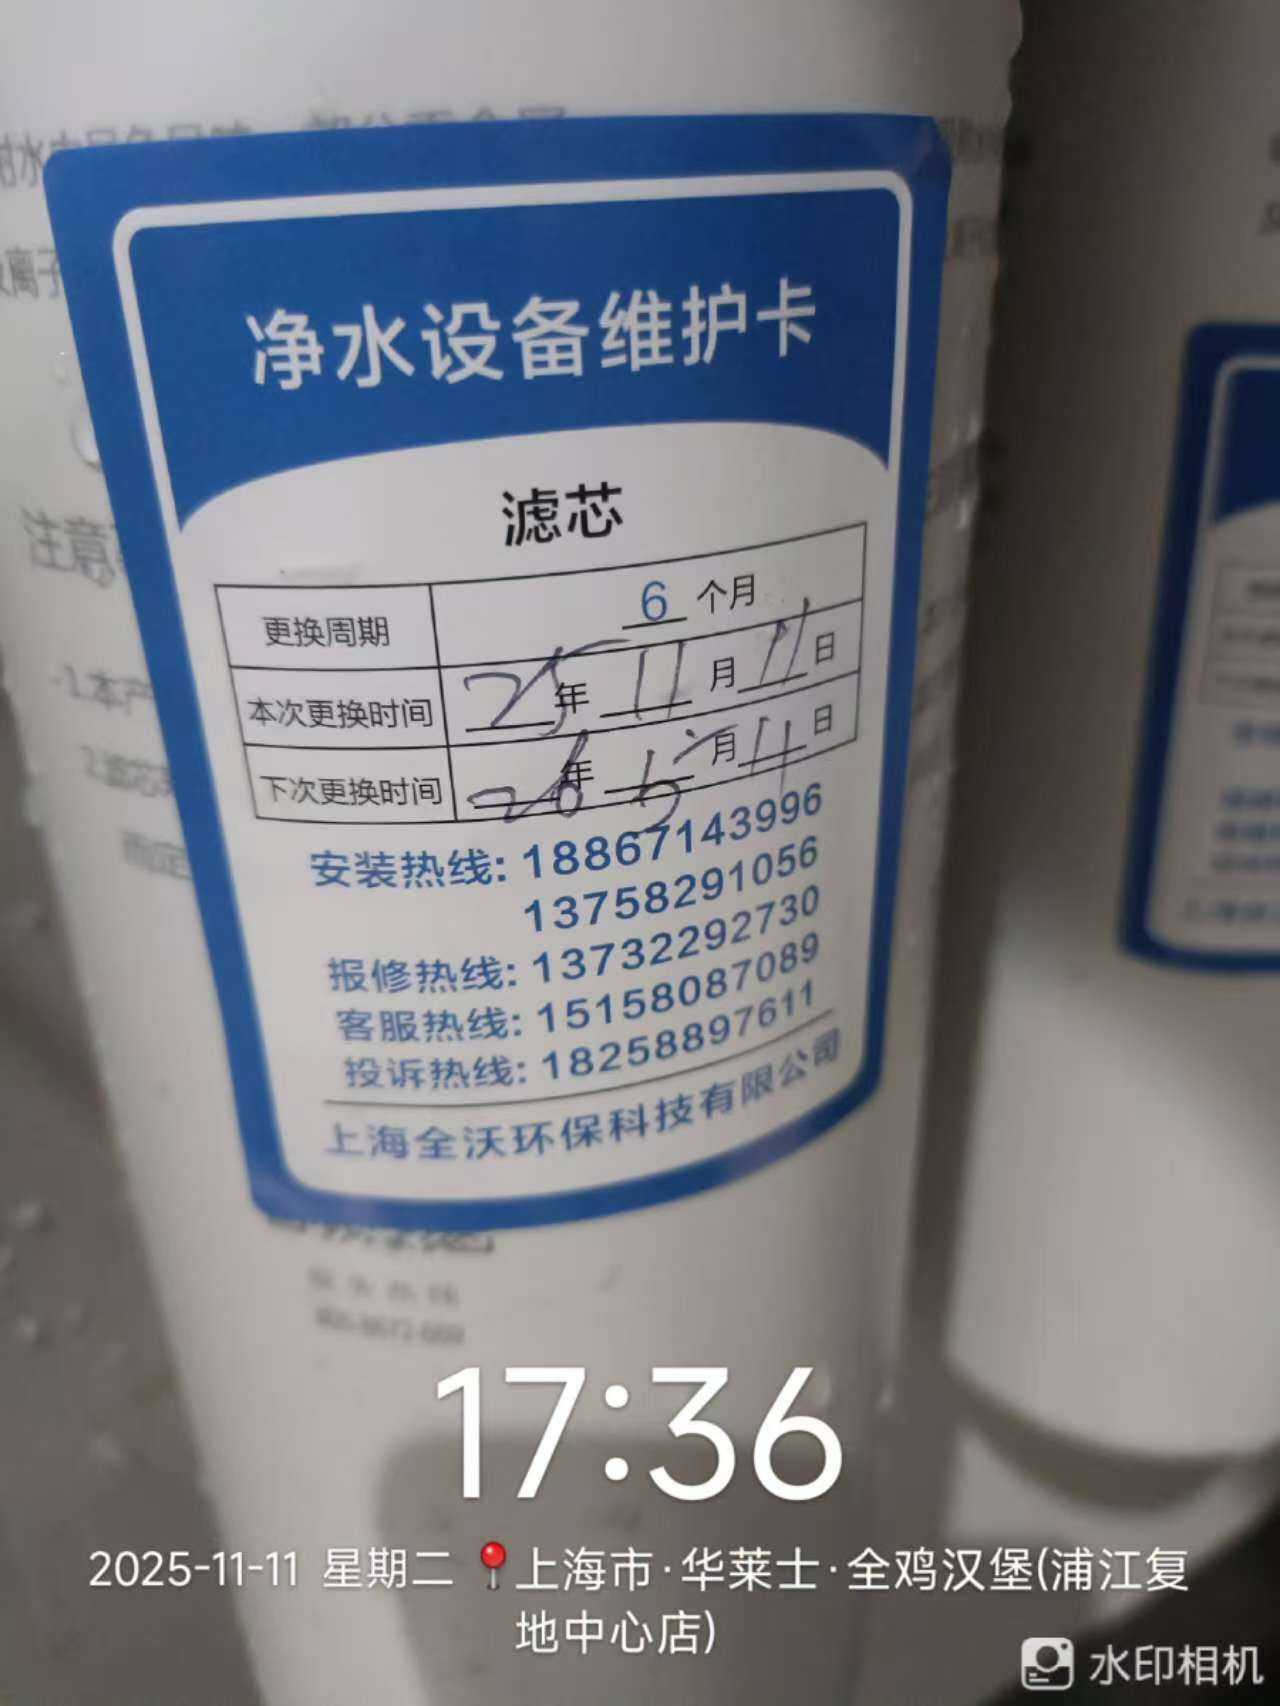 净水设备维护卡
滤芯
更换周期 6 个月
本次更换时间 25年 11月 11日
下次更换时间 26年 5月 11日
安装热线: 18867143996
13758291056
报修热线: 13732292730
客服热线: 15158087089
投诉热线: 18258897611
上海全沃环保科技有限公司
注意
1.本产
17:36
2025-11-11 星期二 上海市·华莱士·全鸡汉堡(浦江复
地中心店)
水印相机